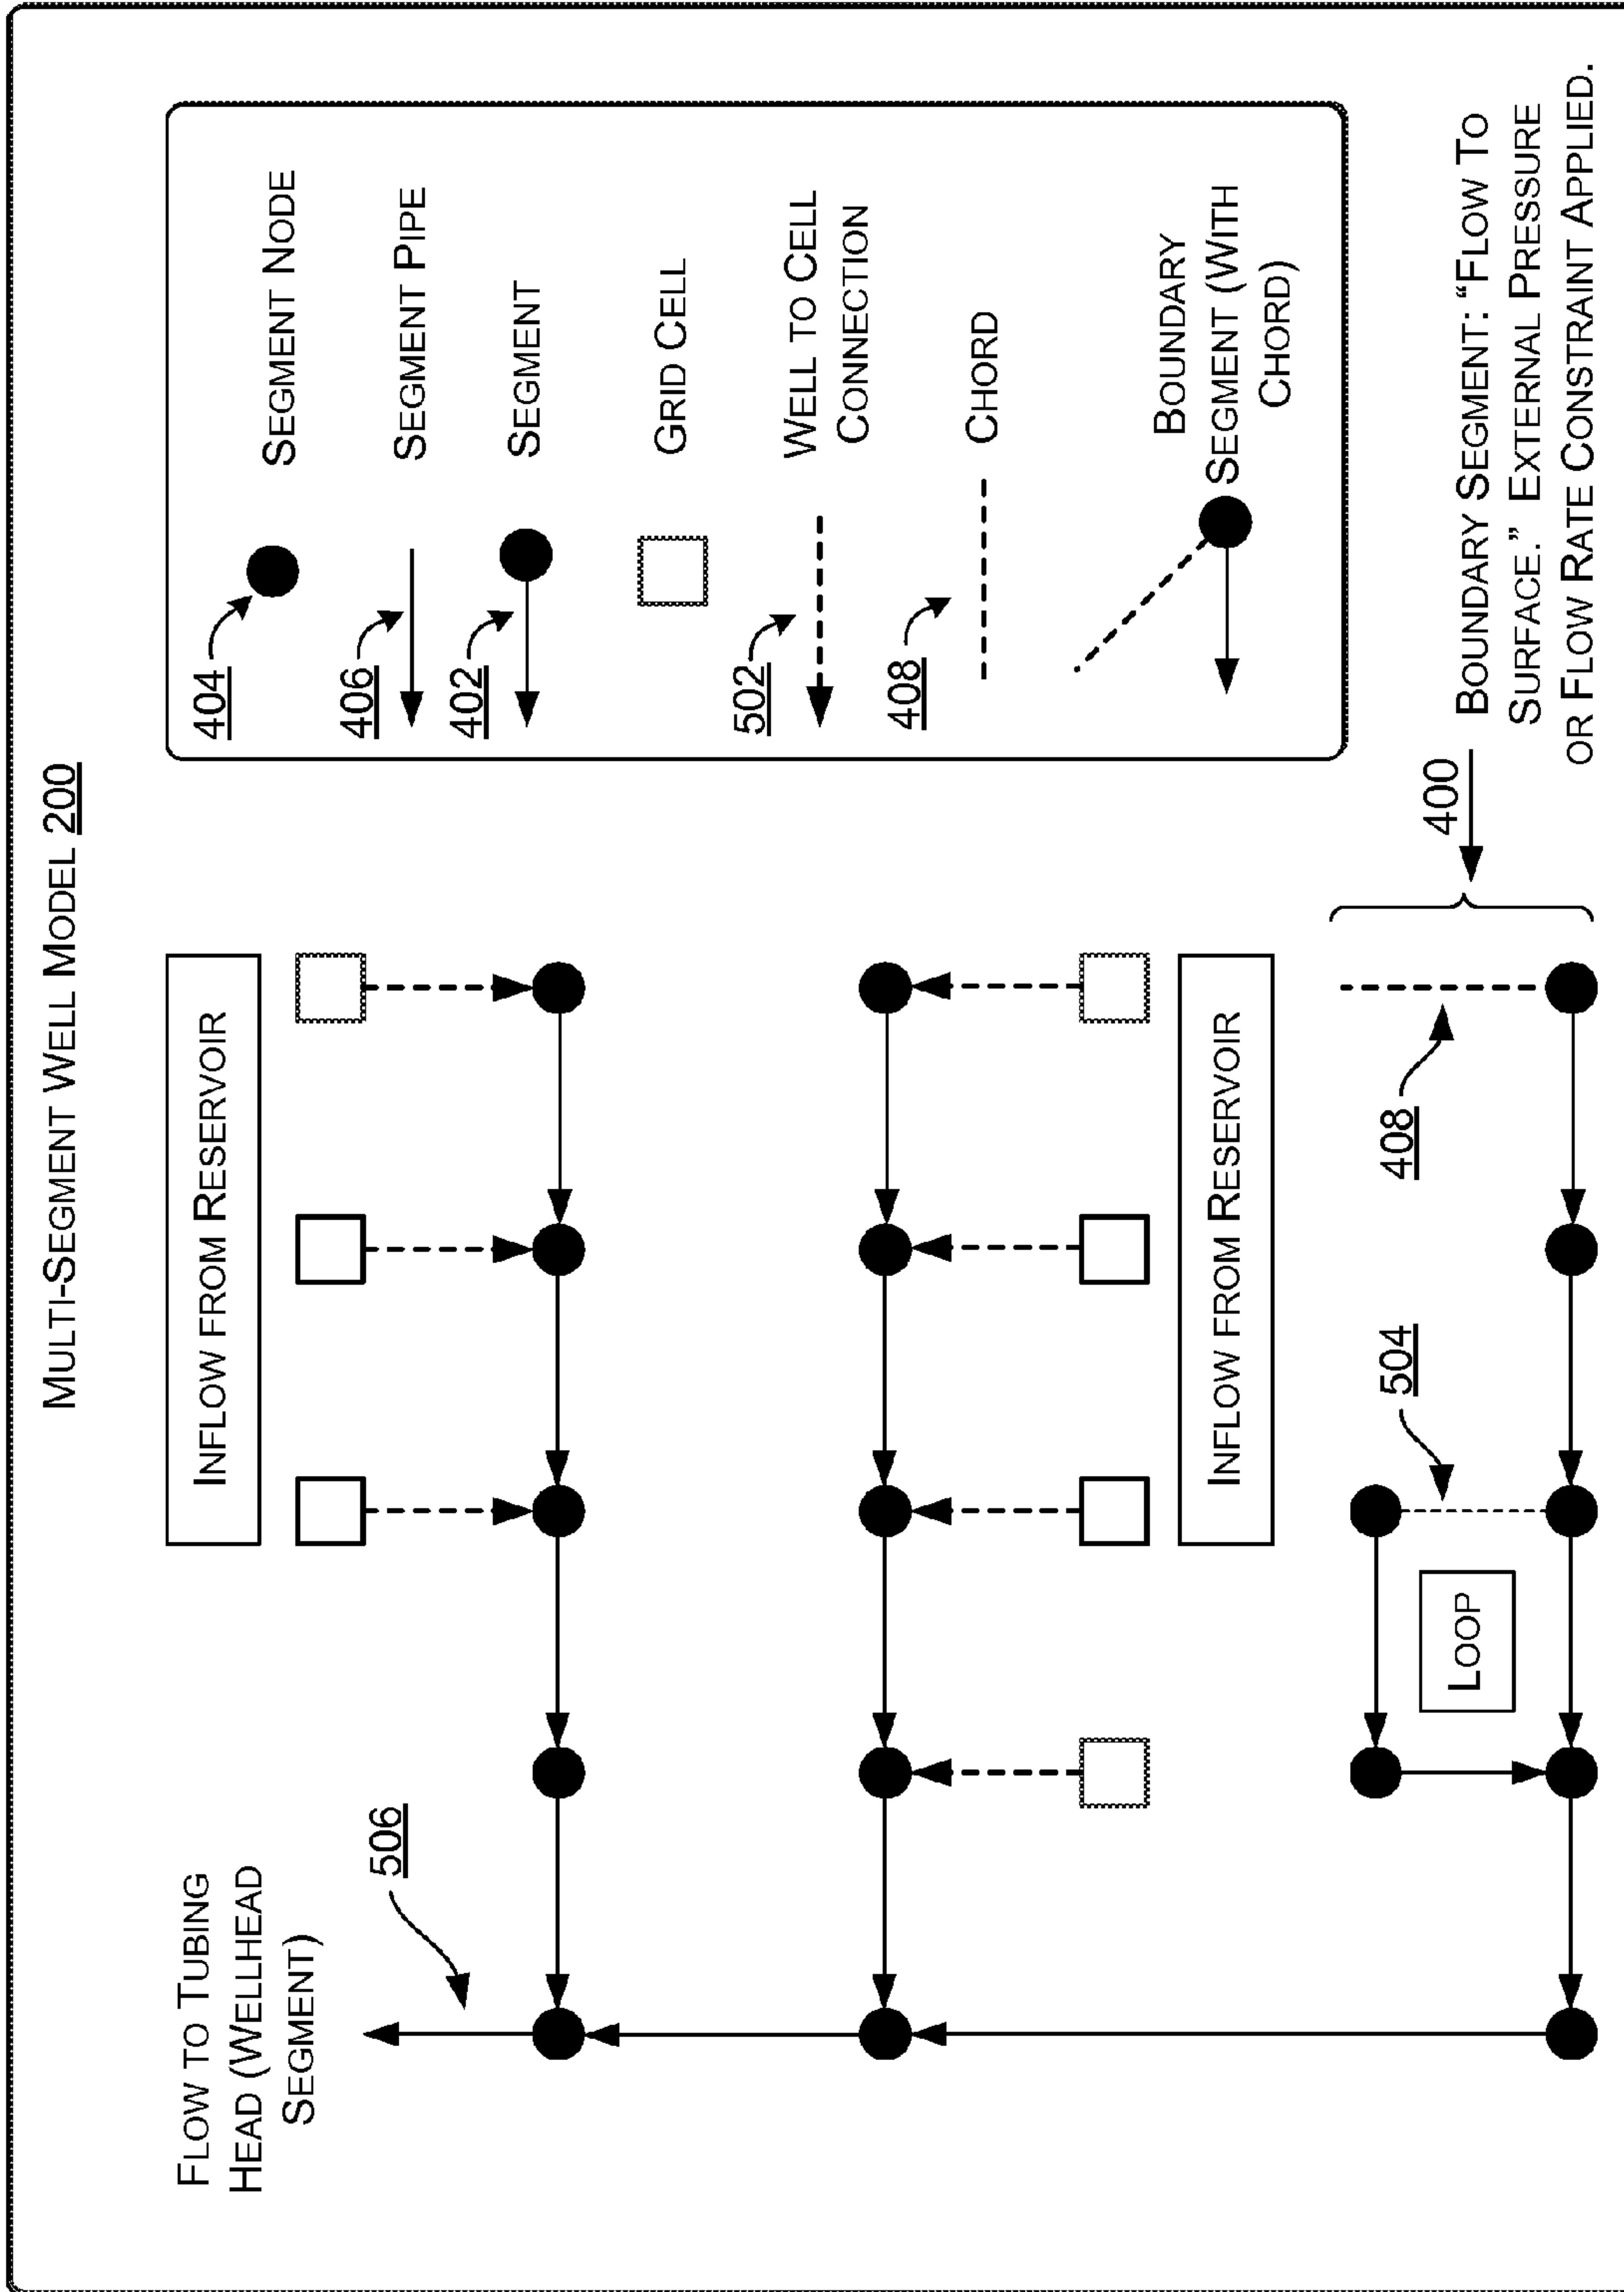 MULTI-SEGMENT WELL MODEL 200
FLOW TO TUBING
HEAD (WELLHEAD
SEGMENT)
506
INFLOW FROM RESERVOIR
INFLOW FROM RESERVOIR
504
LOOP
408
400
BOUNDARY SEGMENT: “FLOW TO
SURFACE.” EXTERNAL PRESSURE
OR FLOW RATE CONSTRAINT APPLIED.
404
SEGMENT NODE
406
SEGMENT PIPE
402
SEGMENT
GRID CELL
502
WELL TO CELL
CONNECTION
408
CHORD
BOUNDARY
SEGMENT (WITH
CHORD)